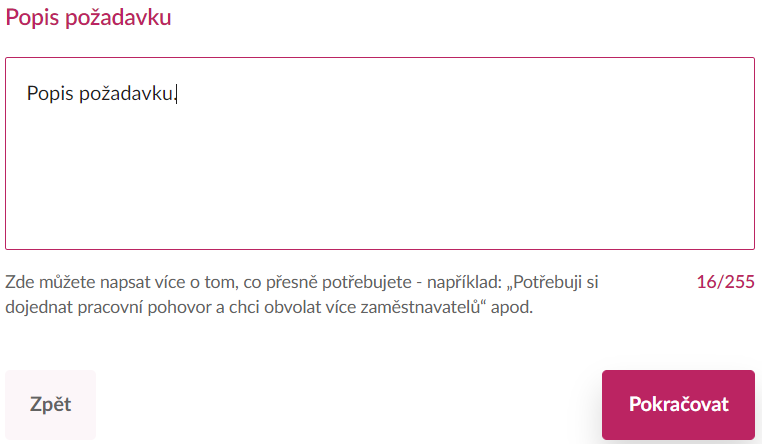 Popis požadavku
Popis požadavku.
Zde můžete napsat více o tom, co přesně potřebujete - například: „Potřebuji si
16/255
dojednat pracovní pohovor a chci obvolat více zaměstnavatelů“ apod.
Zpět
Pokračovat